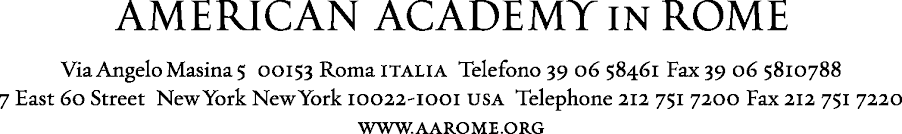 AMERICAN ACADEMY IN ROME
Via Angelo Masina 5 00153 Roma ITALIA Telefono 39 06 58461 Fax 39 06 5810788
7 East 60 Street New York New York 10022-1001 USA Telephone 212 751 7200 Fax 212 751 7220
WWW.AAROME.ORG